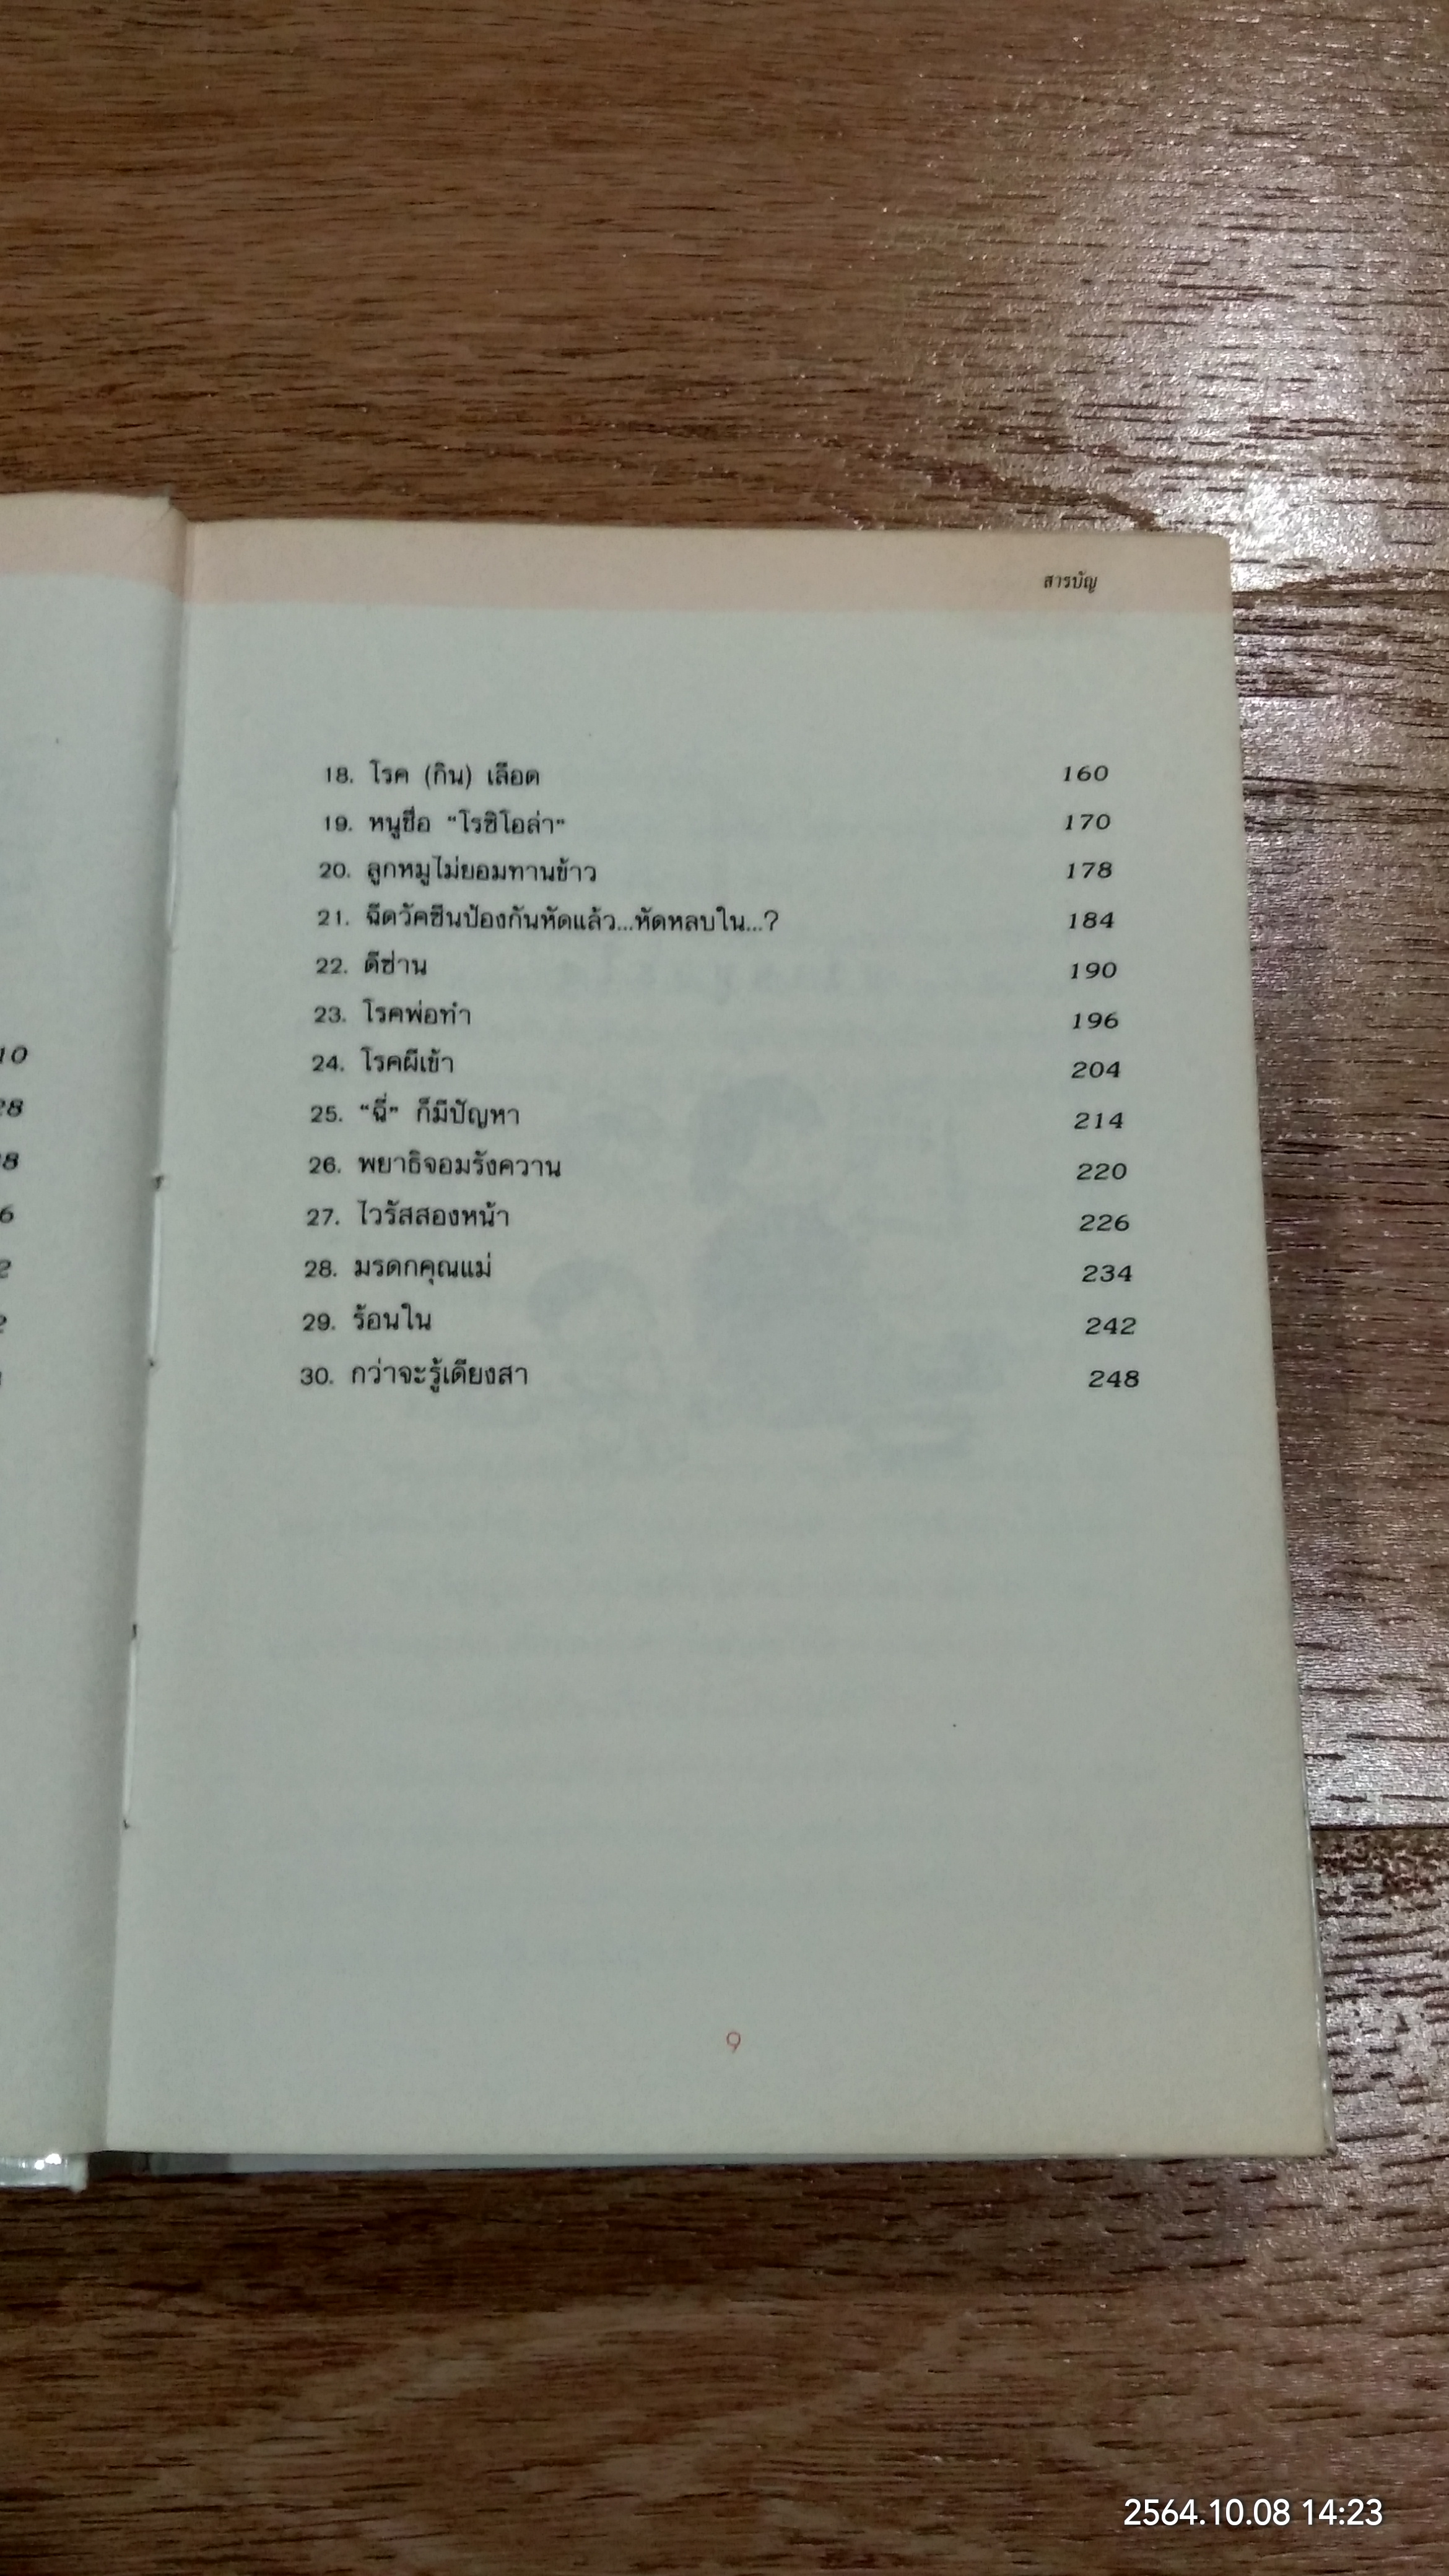 สารบัญ
18. โรค (กิน) เลือด 160
19. หนูชื่อ "โรซิโอล่า" 170
20. ลูกหมูไม่ยอมทานข้าว 178
21. ฉีดวัคซีนป้องกันหัดแล้ว...หัดหลบใน...? 184
22. ดีซ่าน 190
23. โรคพ่อทำ 196
24. โรคผีเข้า 204
25. "ฉี่" ก็มีปัญหา 214
26. พยาธิจอมรังควาน 220
27. ไวรัสสองหน้า 226
28. มรดกคุณแม่ 234
29. ร้อนใน 242
30. กว่าจะรู้เดียงสา 248
9
2564.10.08 14:23